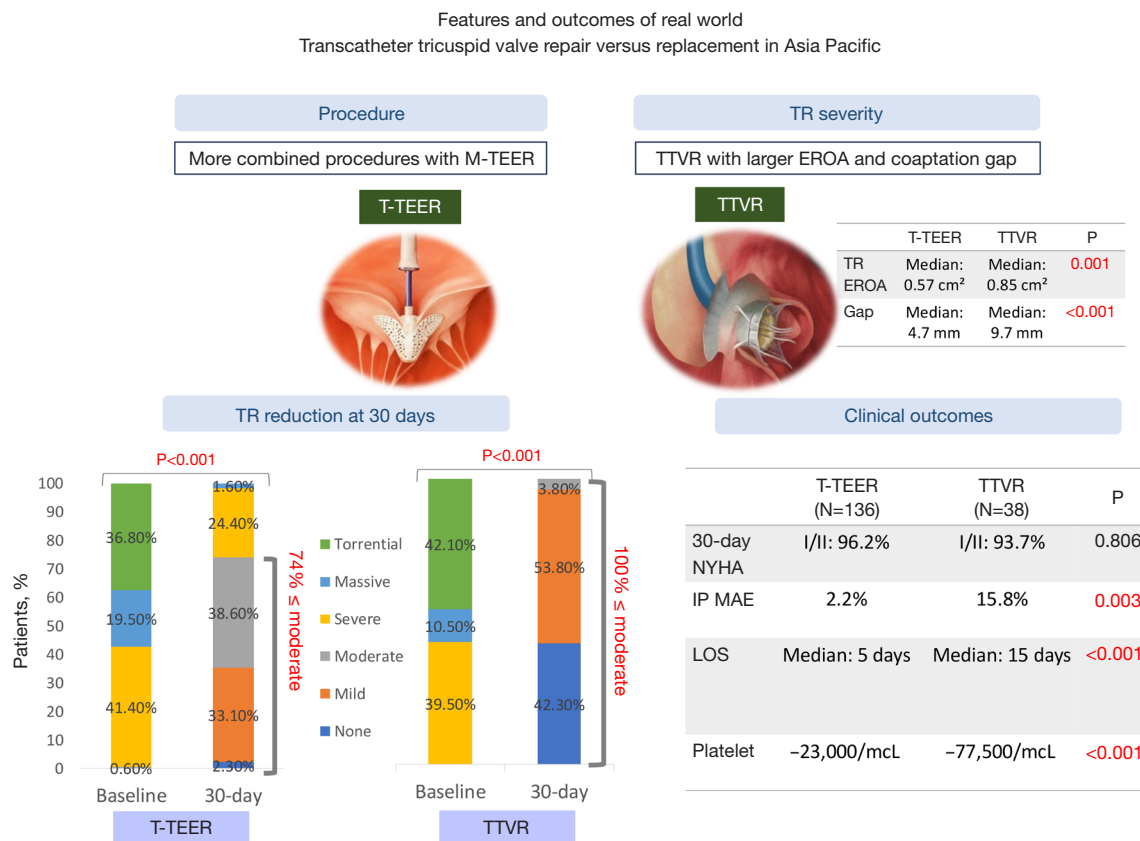 Features and outcomes of real world
Transcatheter tricuspid valve repair versus replacement in Asia Pacific
Procedure
More combined procedures with M-TEER
T-TEER
TR severity
TTVR with larger EROA and coaptation gap
TTVR
T-TEER TTVR P
TR EROA Median: 0.57 cm² Median: 0.85 cm² 0.001
Gap Median: 4.7 mm Median: 9.7 mm <0.001
TR reduction at 30 days
Patients, %
100
90
80
70
60
50
40
30
20
10
0
P<0.001
36.80%
19.50%
41.40%
0.60%
1.60%
24.40%
38.60%
33.10%
2.30%
74% ≤ moderate
Baseline 30-day
T-TEER
Torrential
Massive
Severe
Moderate
Mild
None
P<0.001
42.10%
10.50%
39.50%
3.80%
53.80%
42.30%
100% ≤ moderate
Baseline 30-day
TTVR
Clinical outcomes
T-TEER (N=136) TTVR (N=38) P
30-day NYHA I/II: 96.2% I/II: 93.7% 0.806
IP MAE 2.2% 15.8% 0.003
LOS Median: 5 days Median: 15 days <0.001
Platelet −23,000/mcL −77,500/mcL <0.001